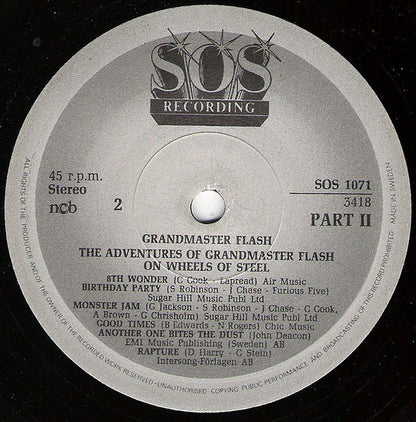 SOS
RECORDING
45 r.p.m.
Stereo
ncb
2
SOS 1071
3418
PART II
GRANDMASTER FLASH
THE ADVENTURES OF GRANDMASTER FLASH
ON WHEELS OF STEEL
8TH WONDER (C Cook - Lapread) Air Music
BIRTHDAY PARTY (S Robinson - J Chase - Furious Five)
Sugar Hill Music Publ Ltd
MONSTER JAM (G Jackson - S Robinson - J Chase - G Cook,
A Brown - G Chrisholm) Sugar Hill Music Publ Ltd
GOOD TIMES (B Edwards - N Rogers) Chic Music
ANOTHER ONE BITES THE DUST (John Deacon)
EMI Music Publishing (Sweden) AB
RAPTURE (D Harry - G Stein)
Intersong-Förlagen AB
ALL RIGHTS OF THE PRODUCER AND OF THE OWNER OF THE RECORDED WORK RESERVED - UNAUTHORISED COPYING PUBLIC PERFORMANCE AND BROADCASTING OF THIS RECORD PROHIBITED - MADE IN SWEDEN